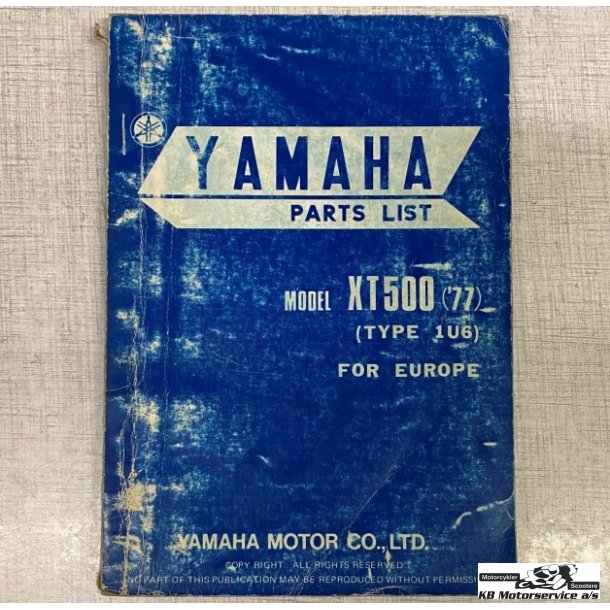 YAMAHA
PARTS LIST
MODEL XT500 ('77)
(TYPE 1U6)
FOR EUROPE
YAMAHA MOTOR CO., LTD.
COPY RIGHT ALL RIGHTS RESERVED
NO PART OF THIS PUBLICATION MAY BE REPRODUCED WITHOUT PERMISSI
Motorcykler Scootere
KB Motorservice a/s